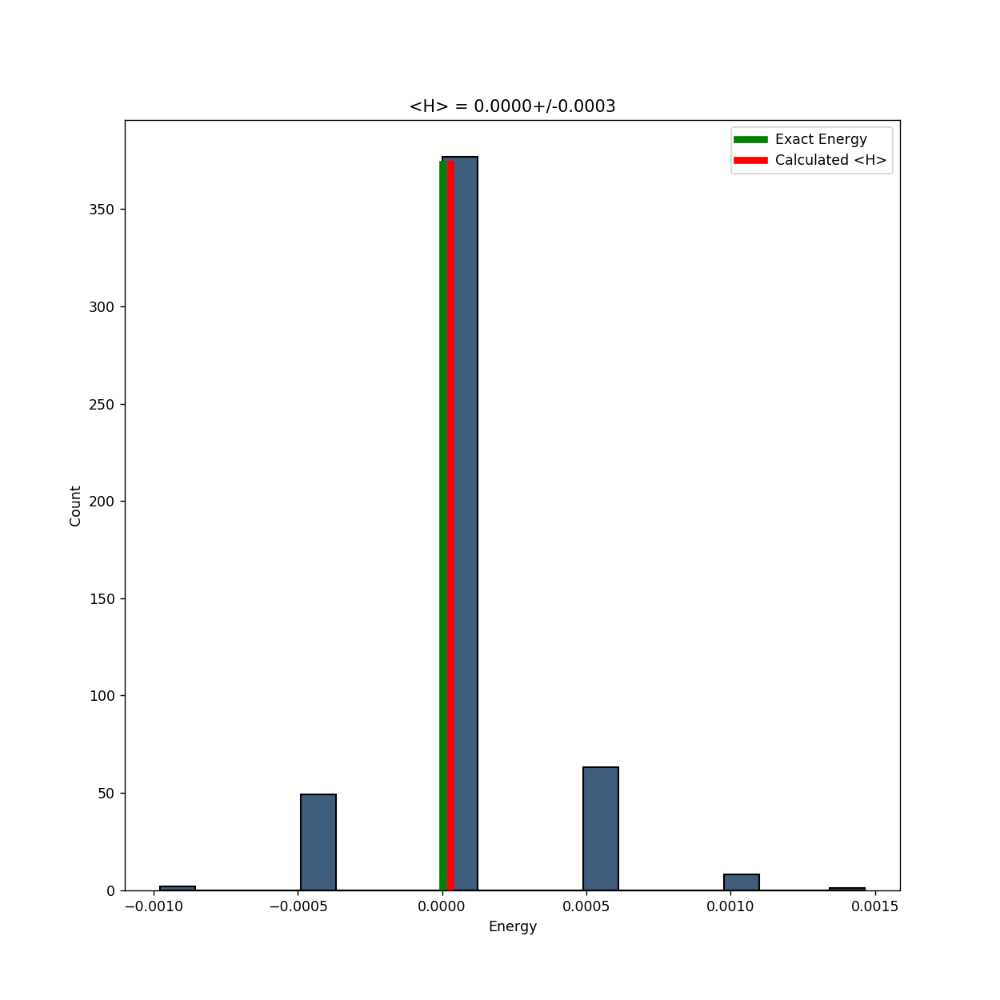 <H> = 0.0000+/-0.0003
Exact Energy
Calculated <H>
350
300
250
200
150
100
50
0
Count
−0.0010 −0.0005 0.0000 0.0005 0.0010 0.0015
Energy